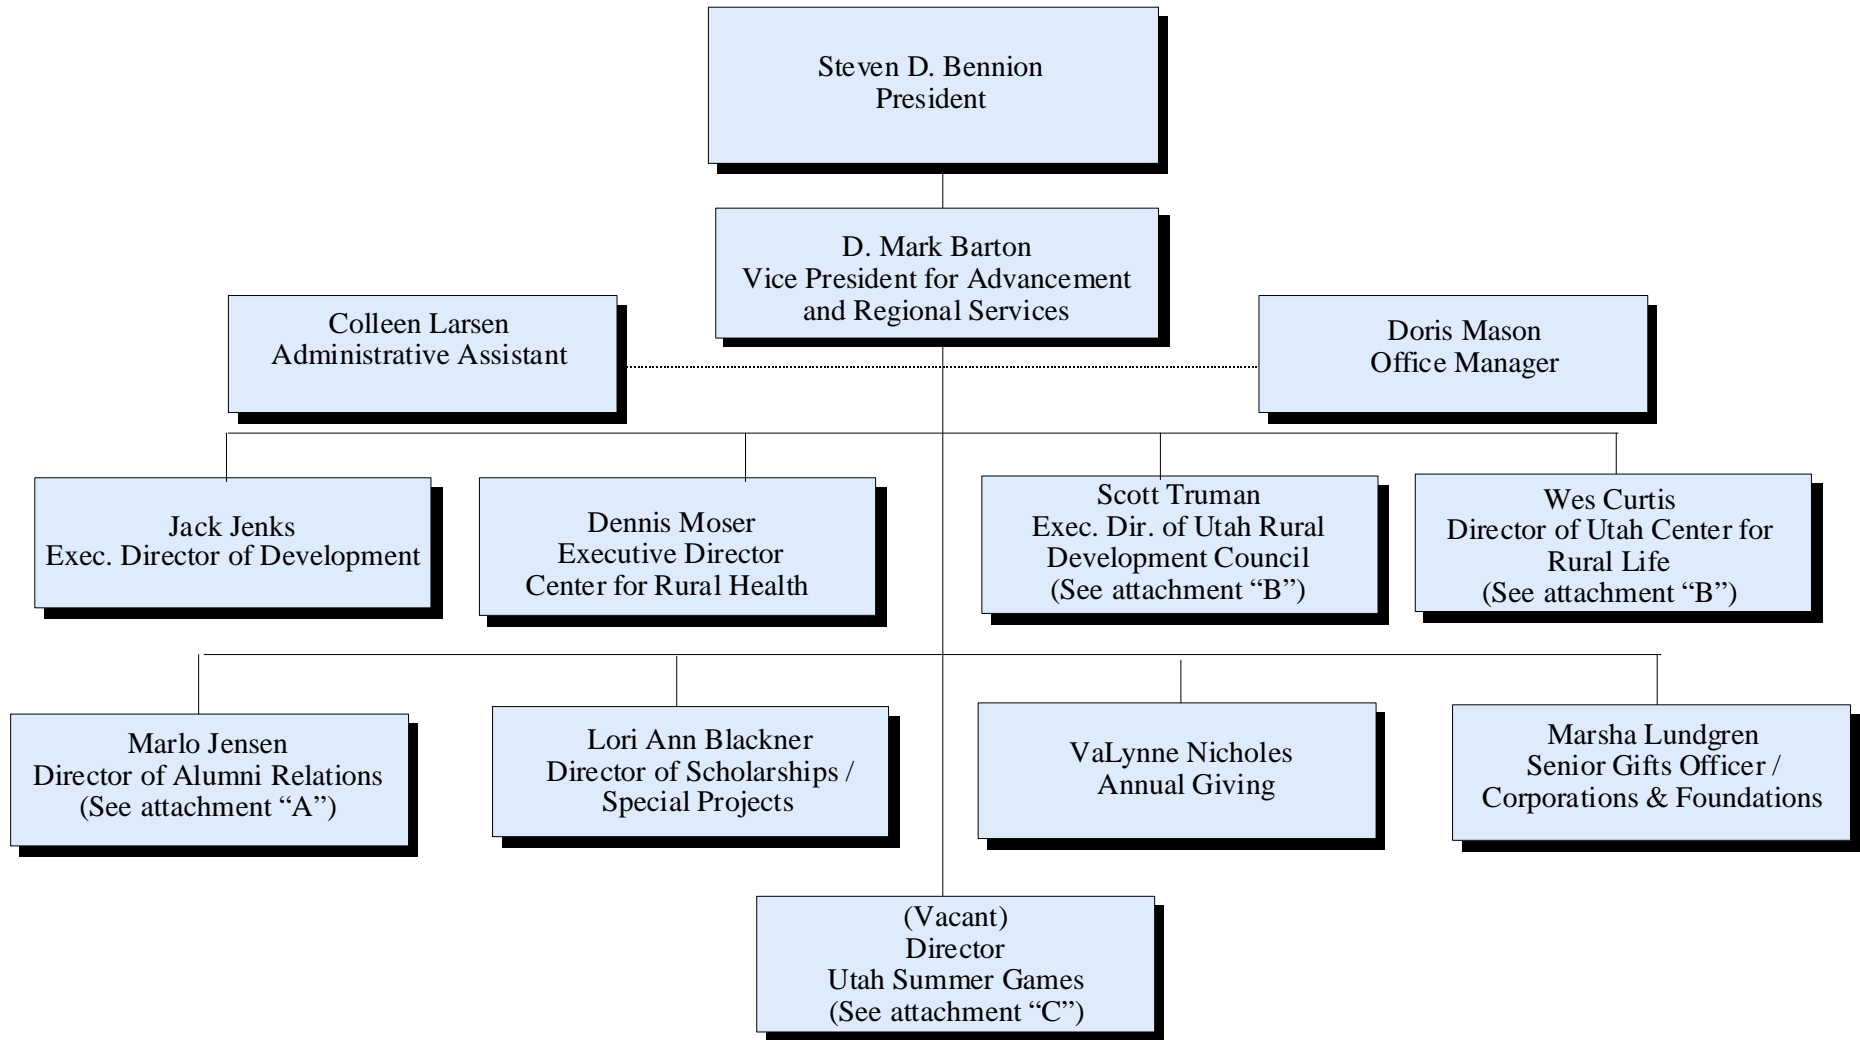 Steven D. Bennion
President
D. Mark Barton
Vice President for Advancement
and Regional Services
Colleen Larsen
Administrative Assistant
Doris Mason
Office Manager
Jack Jenks
Exec. Director of Development
Dennis Moser
Executive Director
Center for Rural Health
Scott Truman
Exec. Dir. of Utah Rural
Development Council
(See attachment “B”)
Wes Curtis
Director of Utah Center for
Rural Life
(See attachment “B”)
Marlo Jensen
Director of Alumni Relations
(See attachment “A”)
Lori Ann Blackner
Director of Scholarships /
Special Projects
VaLynne Nicholes
Annual Giving
Marsha Lundgren
Senior Gifts Officer /
Corporations & Foundations
(Vacant)
Director
Utah Summer Games
(See attachment “C”)